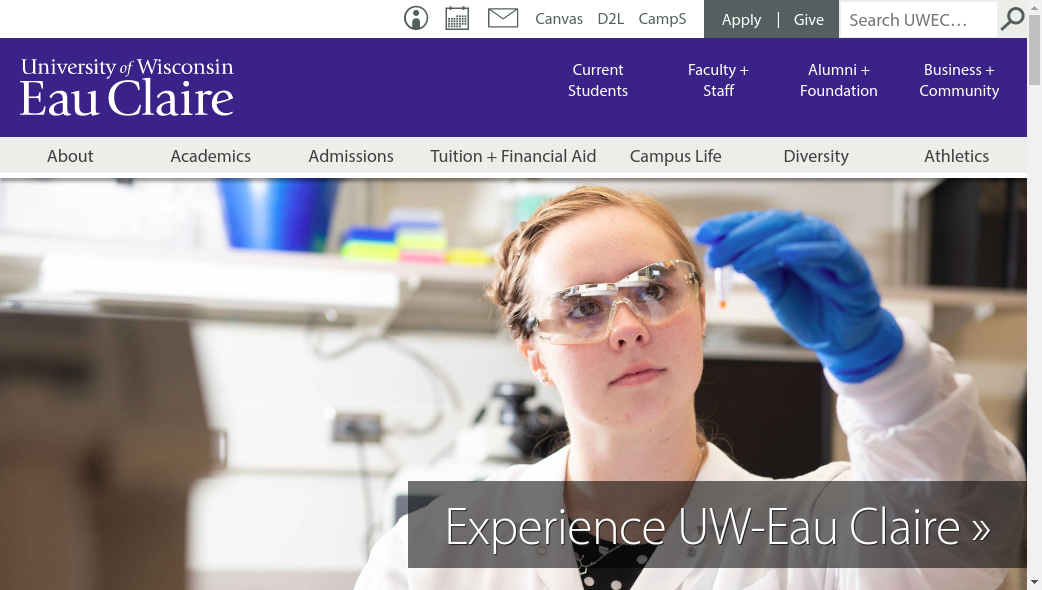 Canvas D2L CampS Apply | Give Search UWEC…
University of Wisconsin
Eau Claire
Current
Students
Faculty +
Staff
Alumni +
Foundation
Business +
Community
About Academics Admissions Tuition + Financial Aid Campus Life Diversity Athletics
Experience UW-Eau Claire »